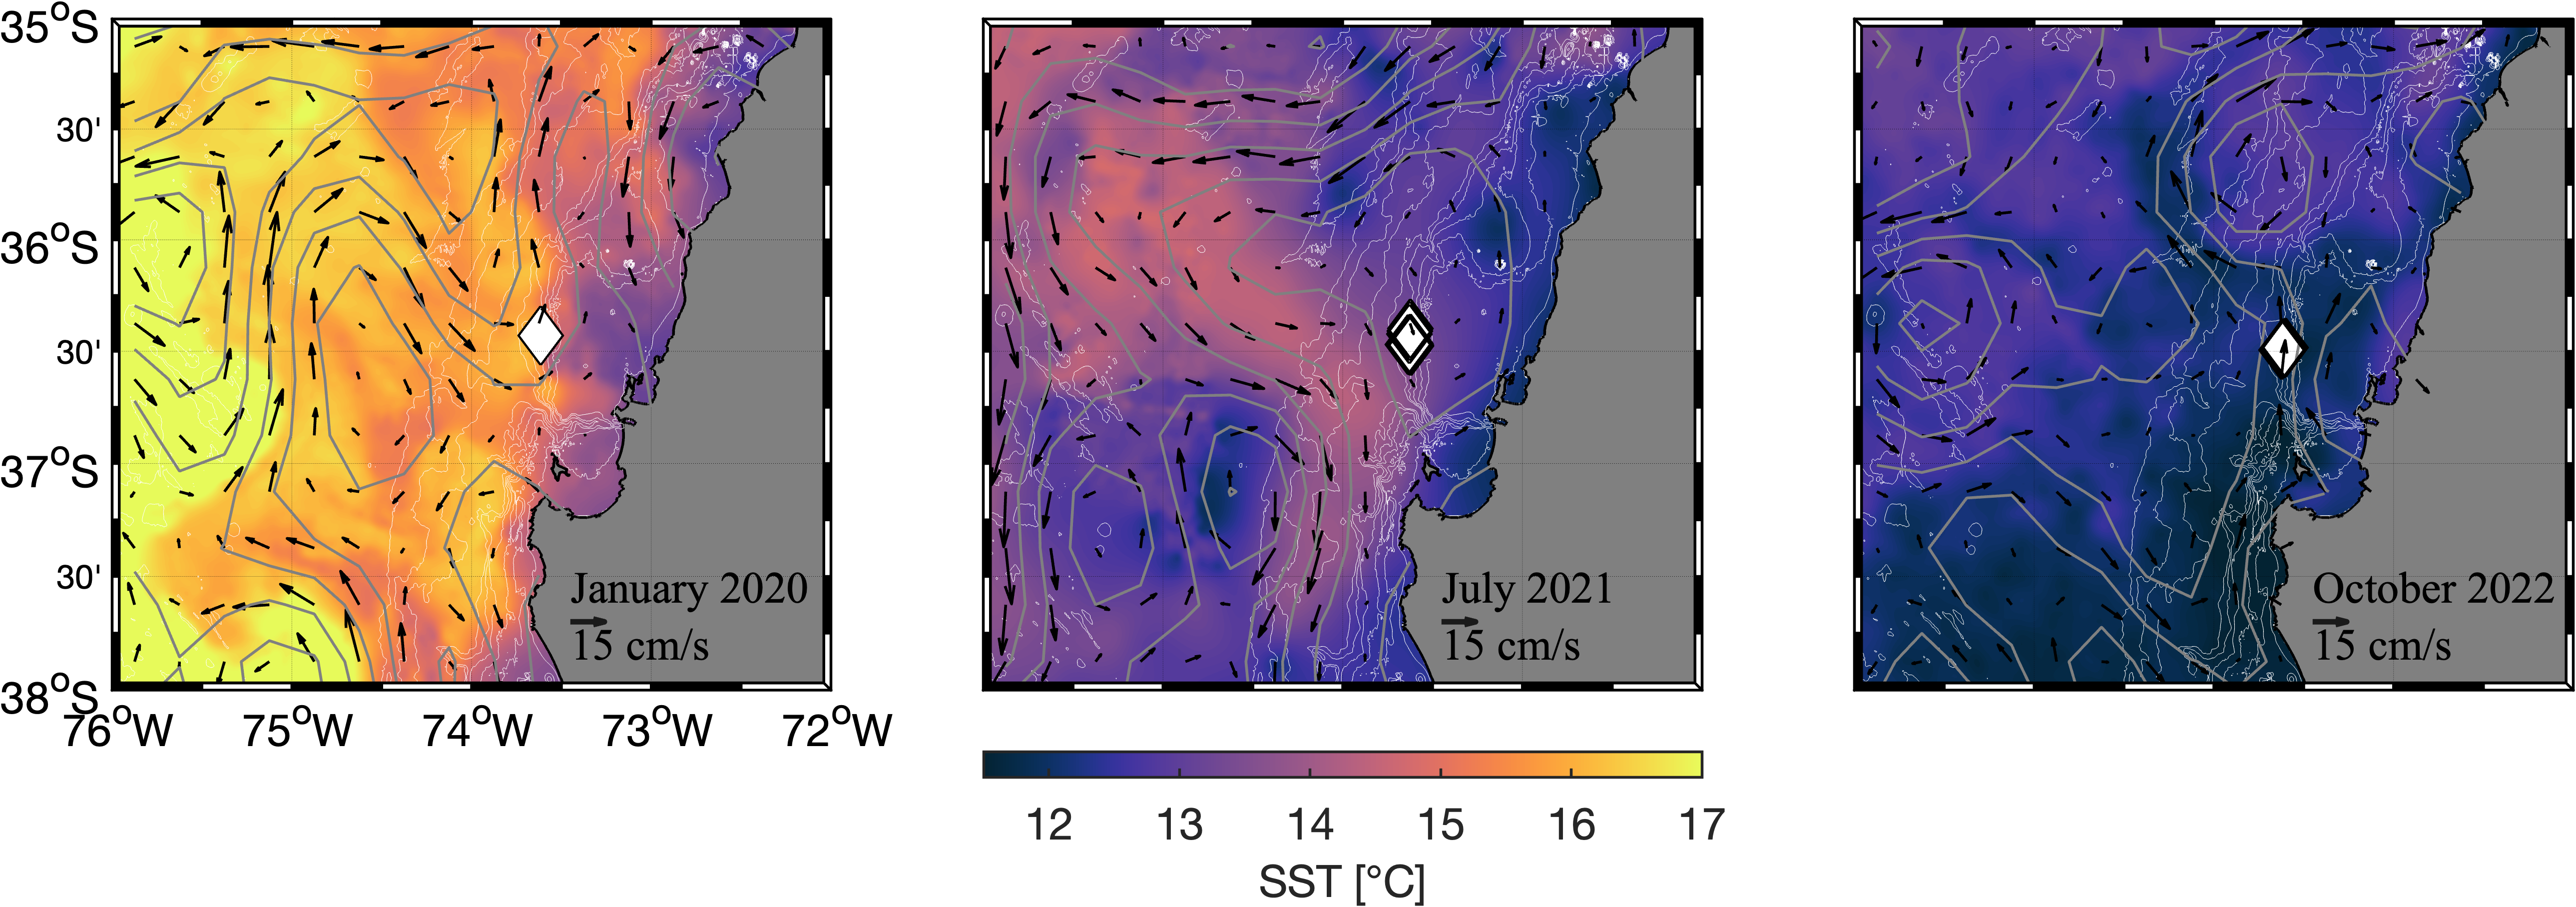 35°S
30'
36°S
30'
37°S
30'
38°S
76°W 75°W 74°W 73°W 72°W
January 2020
15 cm/s
July 2021
15 cm/s
October 2022
15 cm/s
12 13 14 15 16 17
SST [°C]